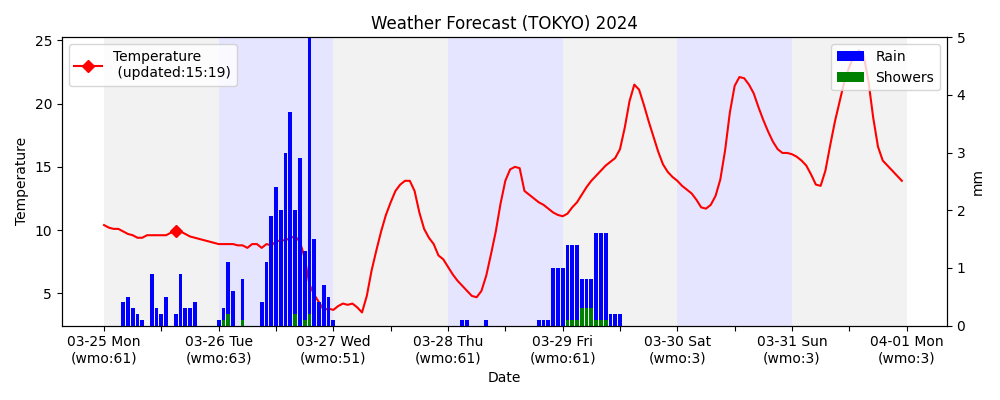 Weather Forecast (TOKYO) 2024
Temperature
(updated:15:19)
Rain
Showers
25
20
15
10
5
Temperature
5
4
3
2
1
0
mm
03-25 Mon
(wmo:61)
03-26 Tue
(wmo:63)
03-27 Wed
(wmo:51)
03-28 Thu
(wmo:61)
03-29 Fri
(wmo:61)
03-30 Sat
(wmo:3)
03-31 Sun
(wmo:3)
04-01 Mon
(wmo:3)
Date